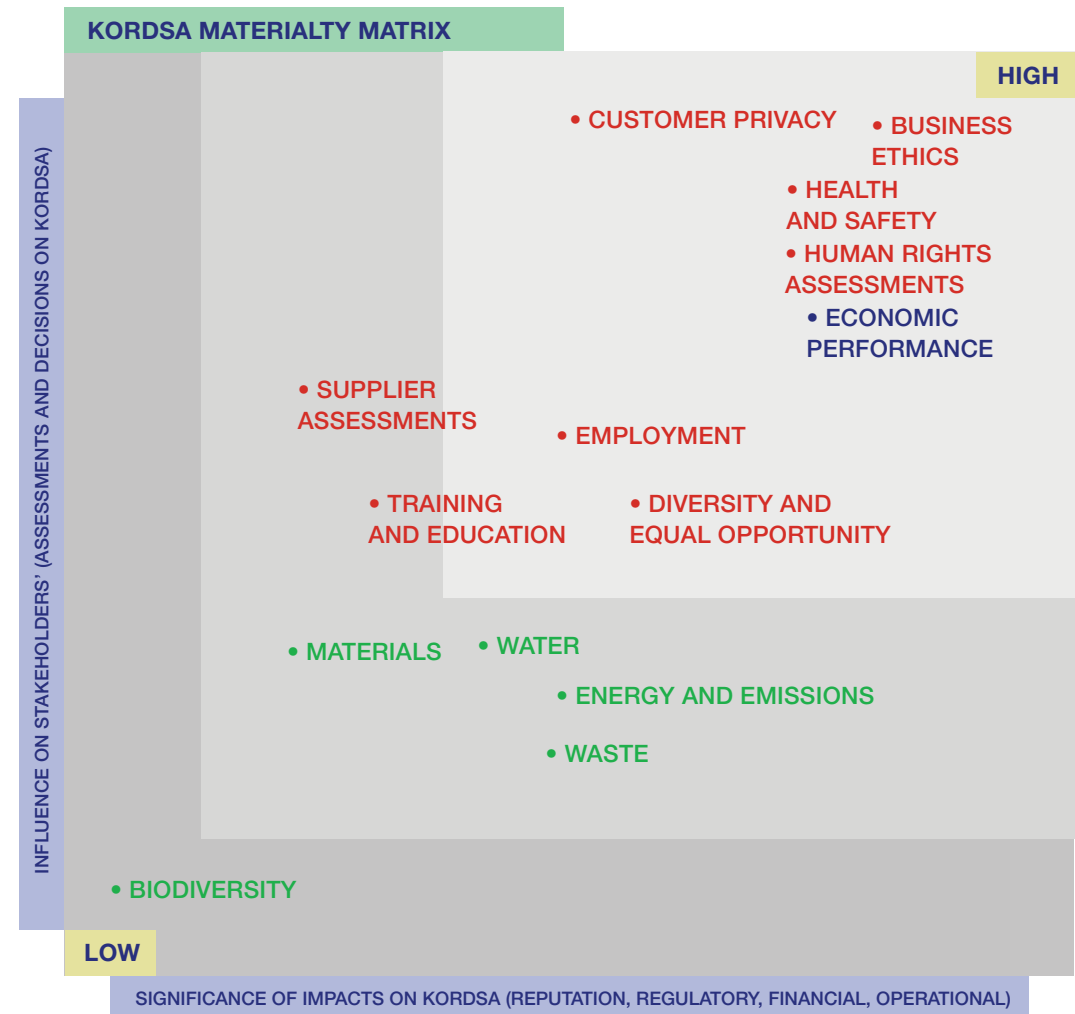 KORDSA MATERIALTY MATRIX
HIGH
INFLUENCE ON STAKEHOLDERS' (ASSESSMENTS AND DECISIONS ON KORDSA)
• CUSTOMER PRIVACY
• BUSINESS
ETHICS
• HEALTH
AND SAFETY
• HUMAN RIGHTS
ASSESSMENTS
• ECONOMIC
PERFORMANCE
• SUPPLIER
ASSESSMENTS
• EMPLOYMENT
• TRAINING
AND EDUCATION
• DIVERSITY AND
EQUAL OPPORTUNITY
• MATERIALS
• WATER
• ENERGY AND EMISSIONS
• WASTE
• BIODIVERSITY
LOW
SIGNIFICANCE OF IMPACTS ON KORDSA (REPUTATION, REGULATORY, FINANCIAL, OPERATIONAL)